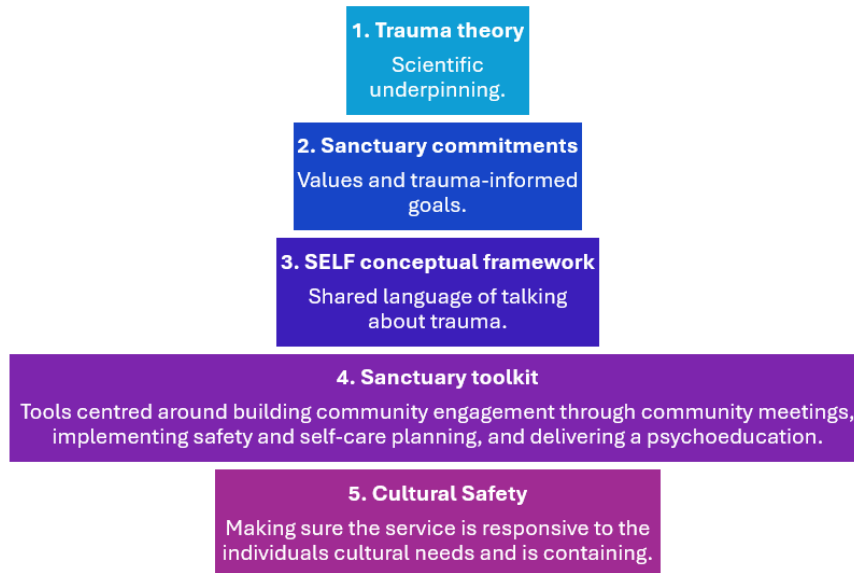 1. Trauma theory
Scientific
underpinning.
2. Sanctuary commitments
Values and trauma-informed
goals.
3. SELF conceptual framework
Shared language of talking
about trauma.
4. Sanctuary toolkit
Tools centred around building community engagement through community meetings,
implementing safety and self-care planning, and delivering a psychoeducation.
5. Cultural Safety
Making sure the service is responsive to the
individuals cultural needs and is containing.